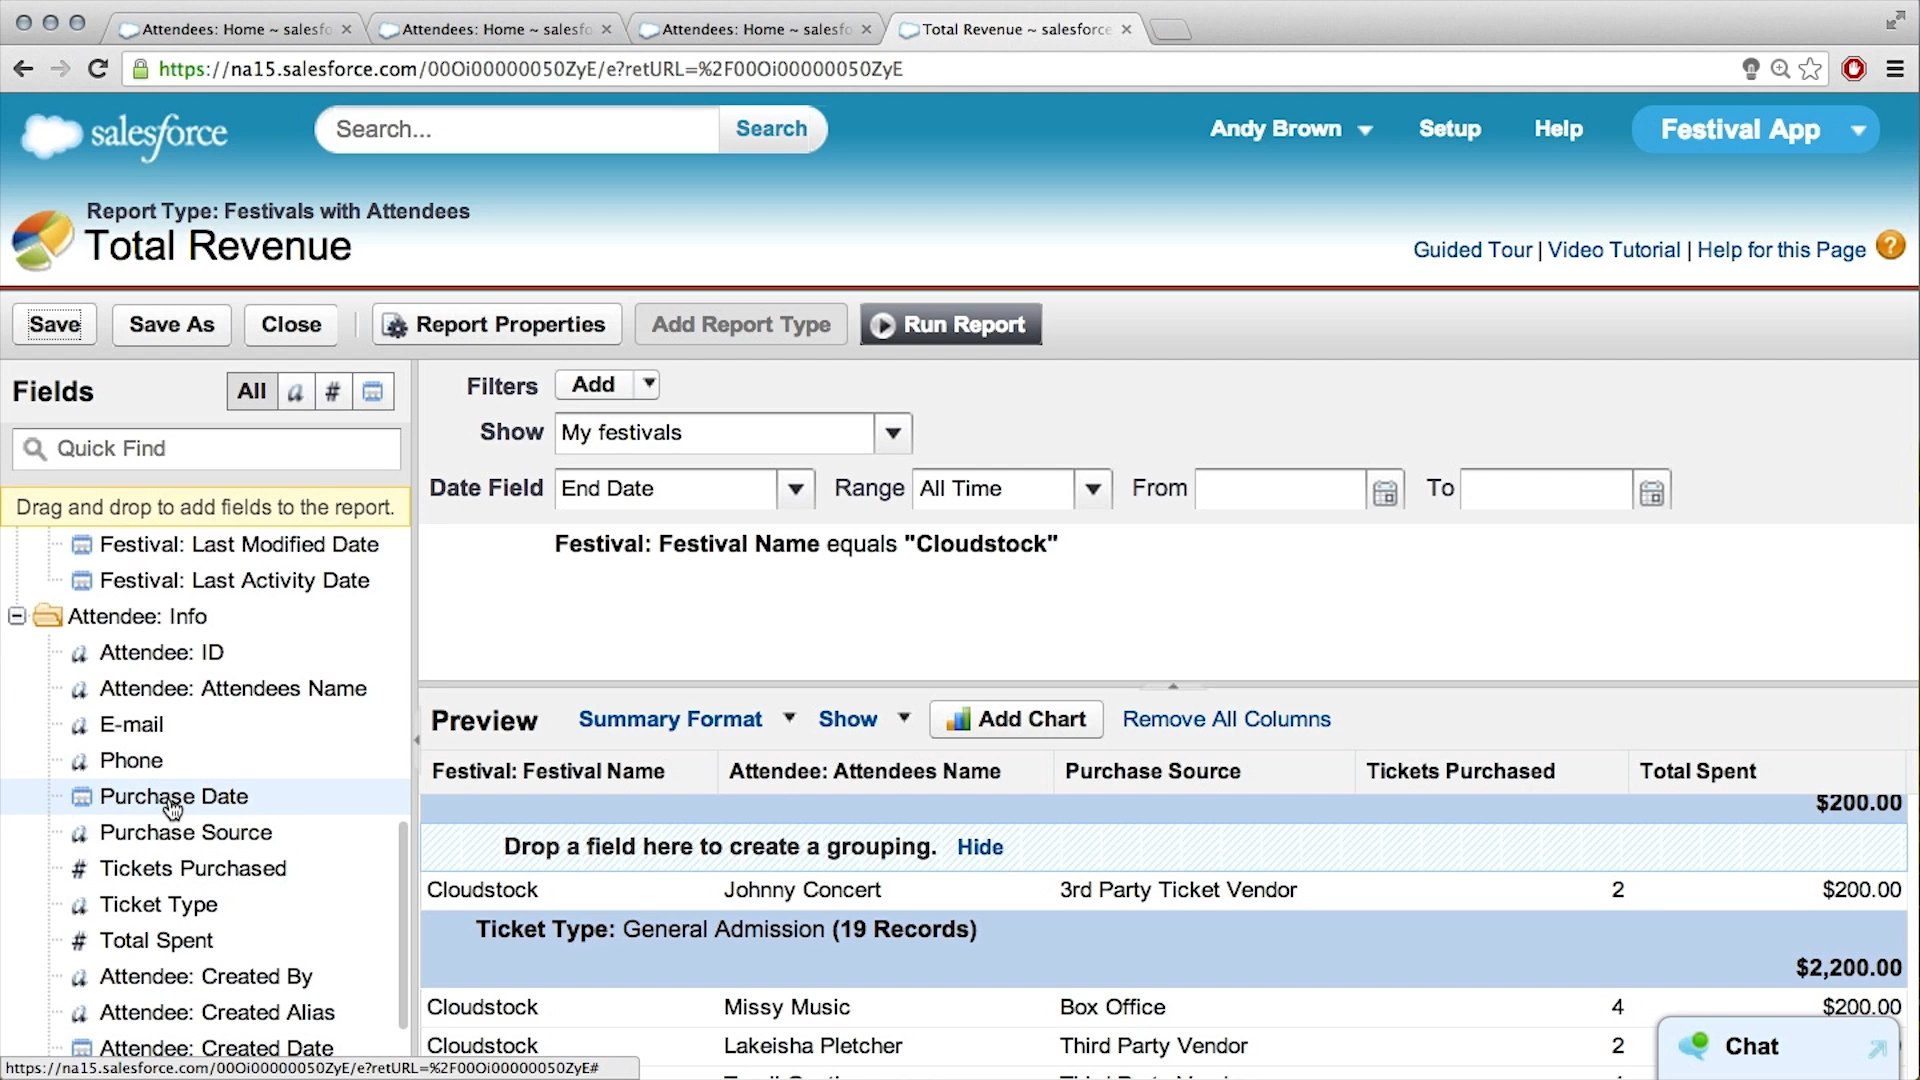 Attendees: Home ~ salesfo
Attendees: Home ~ salesfo
Attendees: Home ~ salesfo
Total Revenue ~ salesforce
https://na15.salesforce.com/00Oi00000050ZyE/e?retURL=%2F00Oi00000050ZyE
salesforce
Search...
Search
Andy Brown
Setup
Help
Festival App
Report Type: Festivals with Attendees
Total Revenue
Guided Tour | Video Tutorial | Help for this Page ?
Save
Save As
Close
Report Properties
Add Report Type
Run Report
Fields
All
a
#
Quick Find
Drag and drop to add fields to the report.
Festival: Last Modified Date
Festival: Last Activity Date
Attendee: Info
a Attendee: ID
a Attendee: Attendees Name
a E-mail
a Phone
Purchase Date
a Purchase Source
# Tickets Purchased
a Ticket Type
# Total Spent
a Attendee: Created By
a Attendee: Created Alias
Attendee: Created Date
Filters
Add
Show
My festivals
Date Field
End Date
Range
All Time
From
To
Festival: Festival Name equals "Cloudstock"
Preview
Summary Format
Show
Add Chart
Remove All Columns
Festival: Festival Name
Attendee: Attendees Name
Purchase Source
Tickets Purchased
Total Spent
$200.00
Drop a field here to create a grouping. Hide
Cloudstock
Johnny Concert
3rd Party Ticket Vendor
2
$200.00
Ticket Type: General Admission (19 Records)
$2,200.00
Cloudstock
Missy Music
Box Office
4
$200.00
Cloudstock
Lakeisha Pletcher
Third Party Vendor
2
Chat
https://na15.salesforce.com/00Oi00000050ZyE/e?retURL=%2F00Oi00000050ZyE#